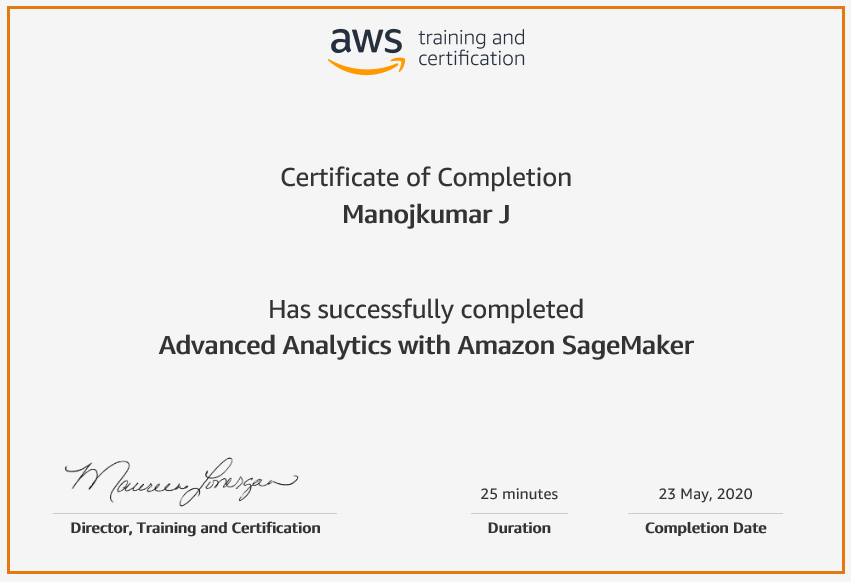 aws training and
certification
Certificate of Completion
Manojkumar J
Has successfully completed
Advanced Analytics with Amazon SageMaker
Maureen Lonergan
25 minutes
23 May, 2020
Director, Training and Certification
Duration
Completion Date